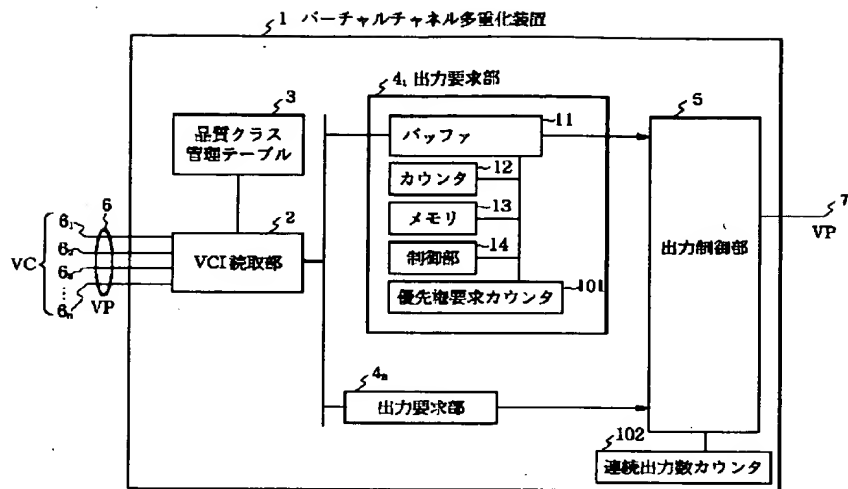 1 バーチャルチャネル多重化装置
4₁ 出力要求部
3
品質クラス
管理テーブル
11
バッファ
5
12
カウンタ
13
メモリ
14
制御部
101
優先権要求カウンタ
2
VCI読取部
出力制御部
7
VP
6
VC
6₁
6₂
6₃
⋮
6ₙ
VP
4ₙ
出力要求部
102
連続出力数カウンタ